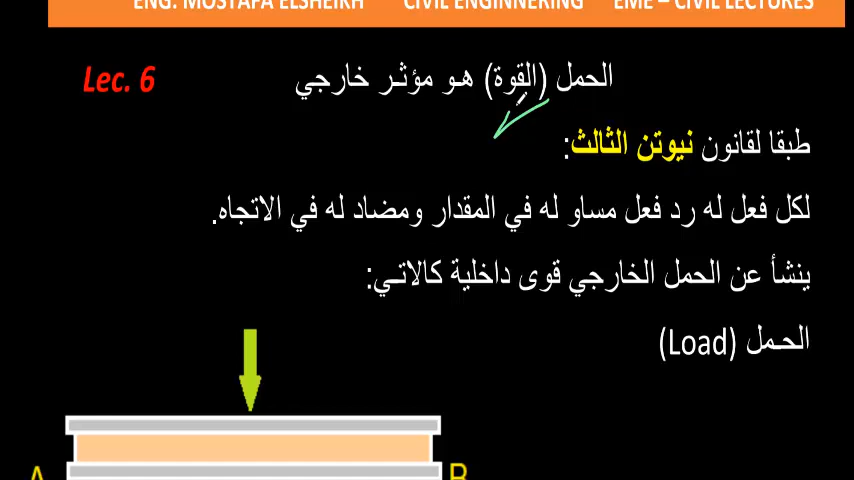 ENG. MOSTAFA ELSHEIKH CIVIL ENGINNERING EME – CIVIL LECTURES
Lec. 6
الحمل (القوة) هو مؤثر خارجي
طبقا لقانون نيوتن الثالث:
لكل فعل له رد فعل مساو له في المقدار ومضاد له في الاتجاه.
ينشأ عن الحمل الخارجي قوى داخلية كالاتي:
الحمل (Load)
A B